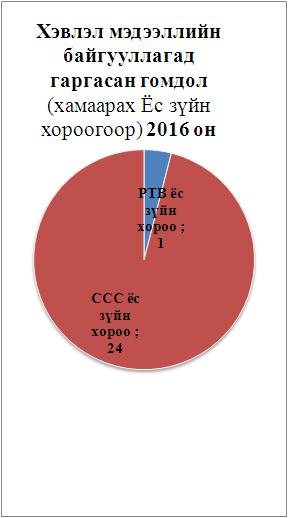 Хэвлэл мэдээллийн
байгууллагад
гаргасан гомдол
(хамаарах Ёс зүйн
хороогоор) 2016 он
РТВ ёс
зүйн
хороо ;
1
ССС ёс
зүйн
хороо ;
24